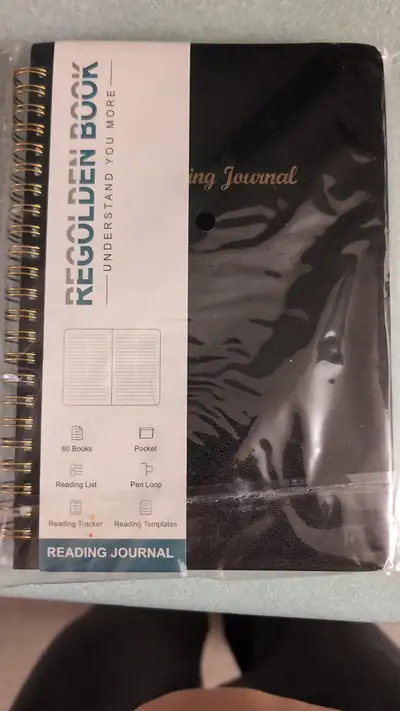 REGOLDEN BOOK
UNDERSTAND YOU MORE
ing Journal
80 Books
Pocket
Reading List
Pen Loop
Reading Tracker
Reading Templates
READING JOURNAL